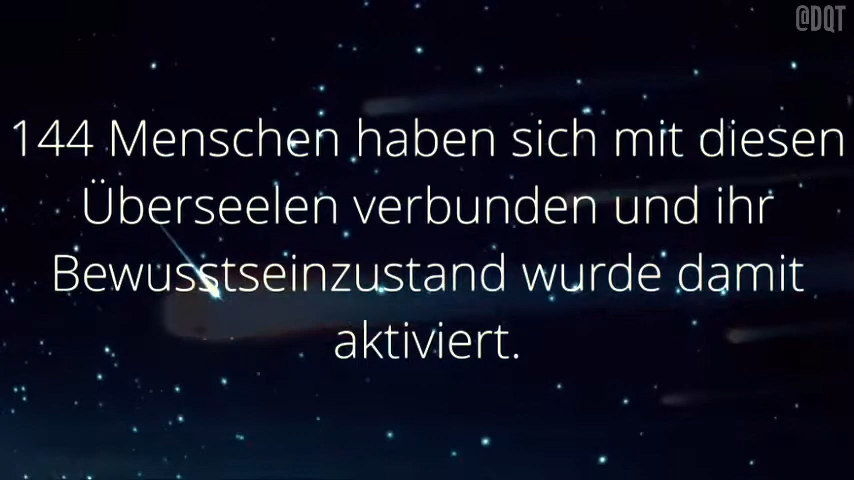 @DQT
144 Menschen haben sich mit diesen
Überseelen verbunden und ihr
Bewusstseinzustand wurde damit
aktiviert.